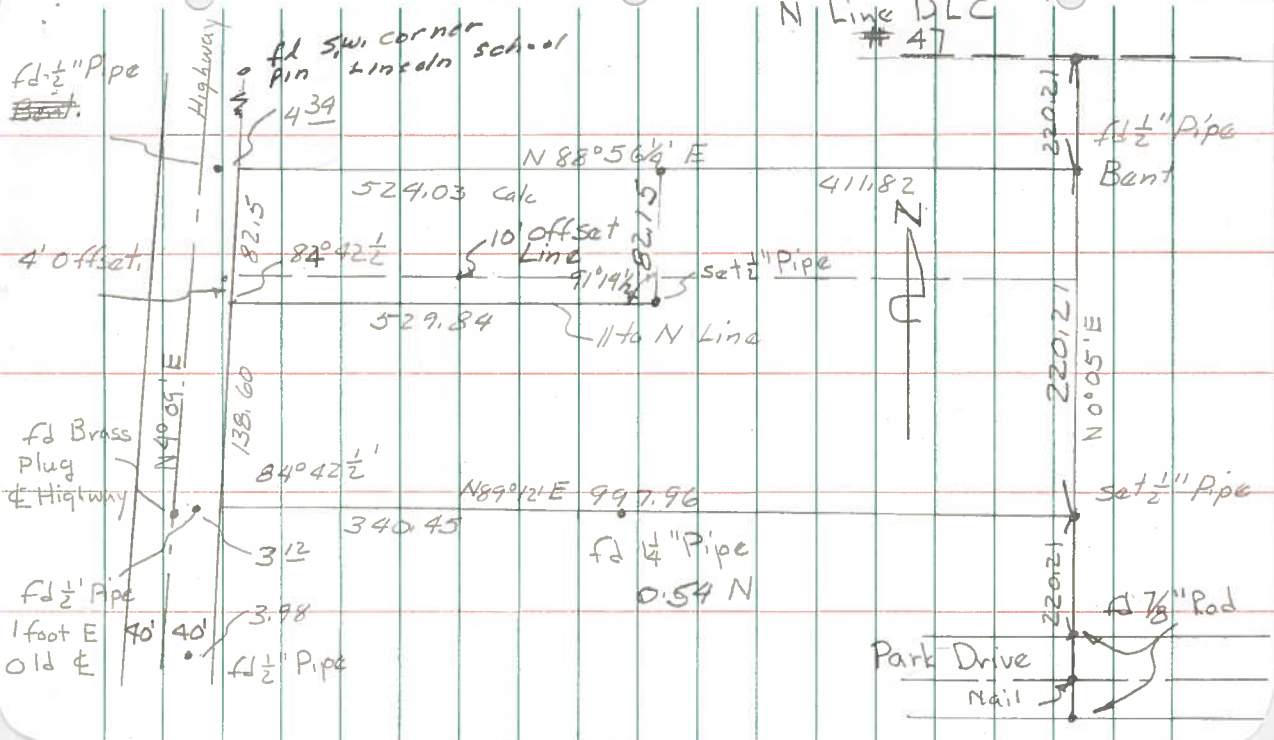 N Line DLC
# 47
fd S.W. corner
Pin Lincoln School
fd ½" Pipe
Bent.
Highway
4 34
N 88° 56¼' E
524.03 Calc
411.82
220.21
fd ½" Pipe
Bent
82.5
82.15
N
4' Offset.
84° 42½
10' Offset
Line
91° 19½
set ½" Pipe
529.84
// to N Line
220.21
N 0° 05' E
N 4° 09' E
138.60
fd Brass
Plug
℄ Higtway
84° 42½'
N 89° 12' E 997.96
340.45
set ½" Pipe
fd 1¼" Pipe
0.54 N
3 12
220.21
fd ½' Pipe
1 foot E
Old ℄
40' 40'
3.98
fd ½" Pipe
fd ⅞" Rod
Park Drive
Nail